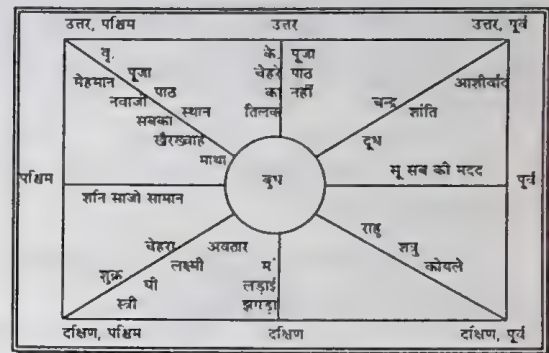 उत्तर, पश्चिम
उत्तर
उत्तर, पूर्व
वृ.
मेहमान पूजा
नवाजी पाठ
सबका स्थान
खैरख्वाह
माथा
के. पूजा
चेहरे पाठ
का नहीं
तिलक
आशीर्वाद
चन्द्र शांति
दूध
पश्चिम
बुध
सू सब की मदद
पूर्व
शनि साजो सामान
चेहरा अवतार
शुक्र लक्ष्मी
घी
स्त्री
मं
लड़ाई
झगड़ा
राहु
शत्रु
कोयले
दक्षिण, पश्चिम
दक्षिण
दक्षिण, पूर्व